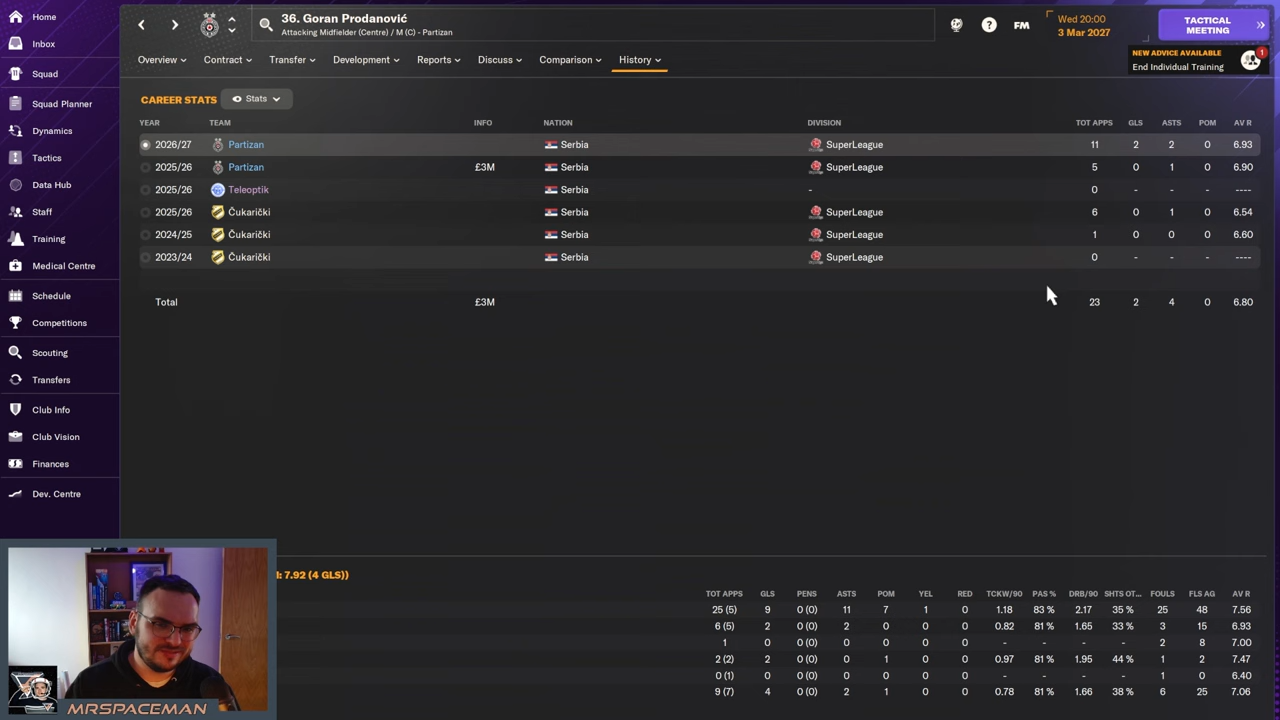 Home
Inbox
Squad
Squad Planner
Dynamics
Tactics
Data Hub
Staff
Training
Medical Centre
Schedule
Competitions
Scouting
Transfers
Club Info
Club Vision
Finances
Dev. Centre
36. Goran Prodanović
Attacking Midfielder (Centre) / M (C) - Partizan
? FM
Wed 20:00
3 Mar 2027
TACTICAL
MEETING
NEW ADVICE AVAILABLE
End Individual Training
1
Overview Contract Transfer Development Reports Discuss Comparison History
CAREER STATS Stats
YEAR TEAM INFO NATION DIVISION TOT APPS GLS ASTS POM AV R
2026/27 Partizan Serbia SuperLeague 11 2 2 0 6.93
2025/26 Partizan £3M Serbia SuperLeague 5 0 1 0 6.90
2025/26 Teleoptik Serbia - 0 - - - ----
2025/26 Čukarički Serbia SuperLeague 6 0 1 0 6.54
2024/25 Čukarički Serbia SuperLeague 1 0 0 0 6.60
2023/24 Čukarički Serbia SuperLeague 0 - - - ----
Total £3M 23 2 4 0 6.80
: 7.92 (4 GLS))
TOT APPS GLS PENS ASTS POM YEL RED TCKW/90 PAS % DRB/90 SHTS OT... FOULS FLS AG AV R
25 (5) 9 0 (0) 11 7 1 0 1.18 83 % 2.17 35 % 25 48 7.56
6 (5) 2 0 (0) 2 0 0 0 0.82 81 % 1.65 33 % 3 15 6.93
1 0 0 (0) 0 0 0 0 - - - - 2 8 7.00
2 (2) 2 0 (0) 0 1 0 0 0.97 81 % 1.95 44 % 1 2 7.47
0 (1) 0 0 (0) 0 0 0 0 - - - - 1 0 6.40
9 (7) 4 0 (0) 2 1 0 0 0.78 81 % 1.66 38 % 6 25 7.06
MRSPACEMAN